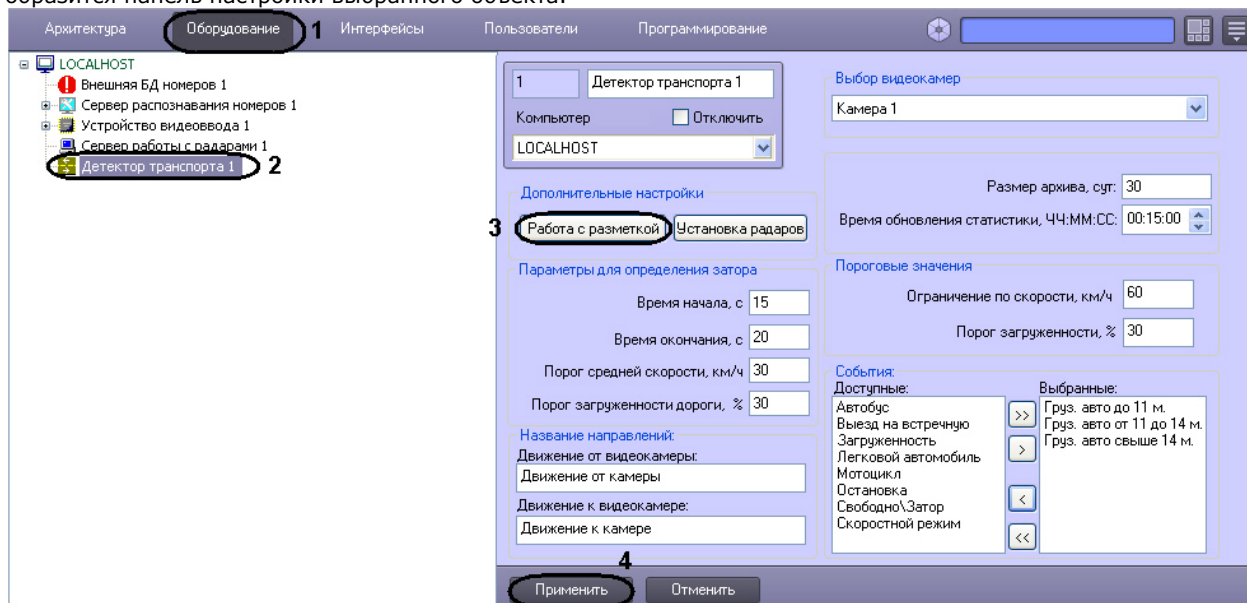 образится панель настройки выбранного объекта.
Архитектура Оборудование 1 Интерфейсы Пользователи Программирование
LOCALHOST
Внешняя БД номеров 1
Сервер распознавания номеров 1
Устройство видеоввода 1
Сервер работы с радарами 1
Детектор транспорта 1 2
1 Детектор транспорта 1
Компьютер Отключить
LOCALHOST
Дополнительные настройки
3 Работа с разметкой Установка радаров
Параметры для определения затора
Время начала, с 15
Время окончания, с 20
Порог средней скорости, км/ч 30
Порог загруженности дороги, % 30
Название направлений:
Движение от видеокамеры:
Движение от камеры
Движение к видеокамере:
Движение к камере
Выбор видеокамер
Камера 1
Размер архива, сут: 30
Время обновления статистики, ЧЧ:ММ:СС: 00:15:00
Пороговые значения
Ограничение по скорости, км/ч 60
Порог загруженности, % 30
События:
Доступные:
Автобус
Выезд на встречную
Загруженность
Легковой автомобиль
Мотоцикл
Остановка
Свободно\Затор
Скоростной режим
>>
>
<
<<
Выбранные:
Груз. авто до 11 м.
Груз. авто от 11 до 14 м.
Груз. авто свыше 14 м.
4
Применить Отменить